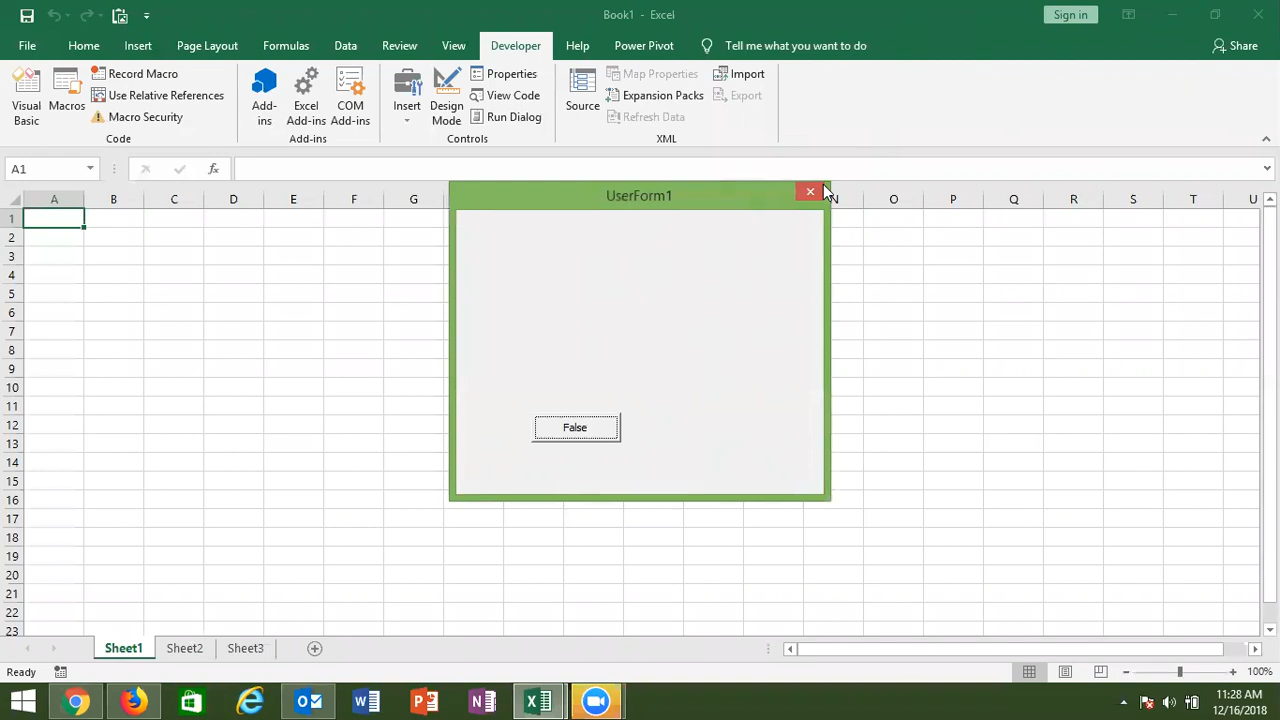 Book1 - Excel
Sign in
File Home Insert Page Layout Formulas Data Review View Developer Help Power Pivot Tell me what you want to do Share
Visual Basic
Macros
Record Macro
Use Relative References
Macro Security
Code
Add-ins
Excel Add-ins
COM Add-ins
Add-ins
Insert
Design Mode
Properties
View Code
Run Dialog
Controls
Source
Map Properties
Expansion Packs
Refresh Data
Import
Export
XML
A1
fx
A B C D E F G N O P Q R S T U
UserForm1
1
2
3
4
5
6
7
8
9
10
11
12
13
14
15
16
17
18
19
20
21
22
23
False
Sheet1 Sheet2 Sheet3
Ready
100%
11:28 AM
12/16/2018